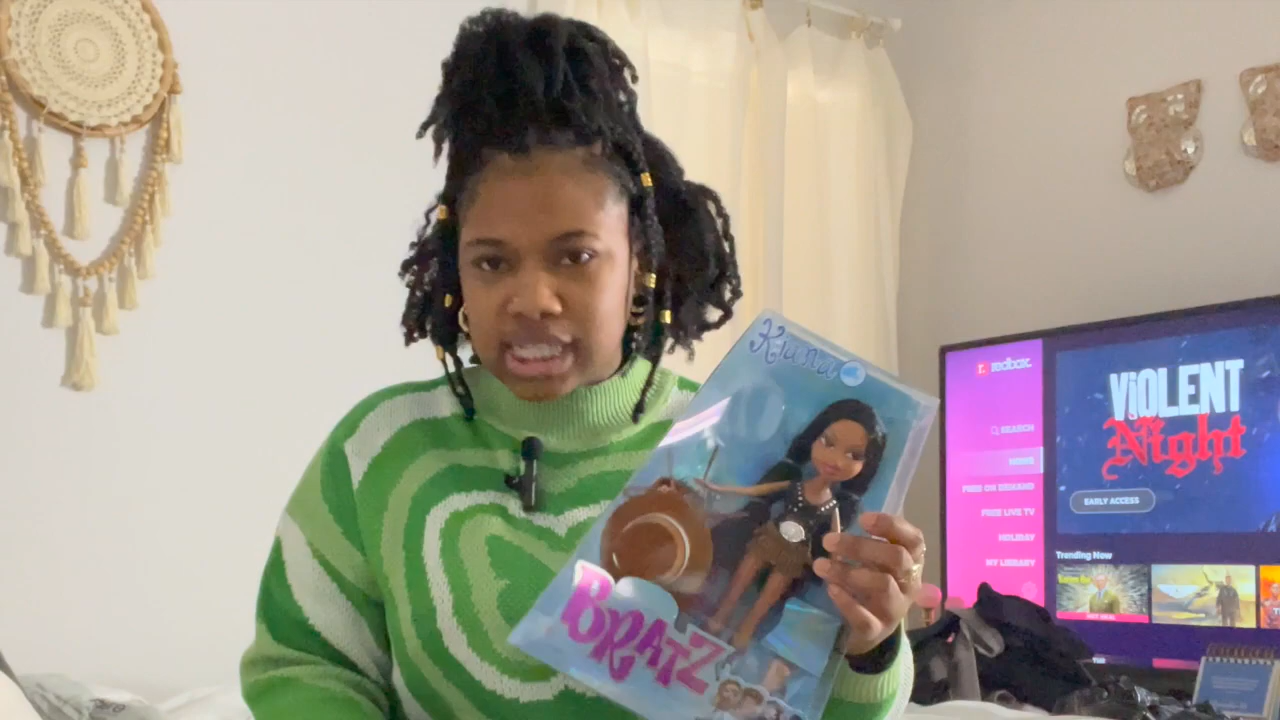 Kiana
BRATZ
redbox.
SEARCH
HOME
FREE ON DEMAND
FREE LIVE TV
HOLIDAY
MY LIBRARY
ViOLENT
Night
EARLY ACCESS
Trending Now